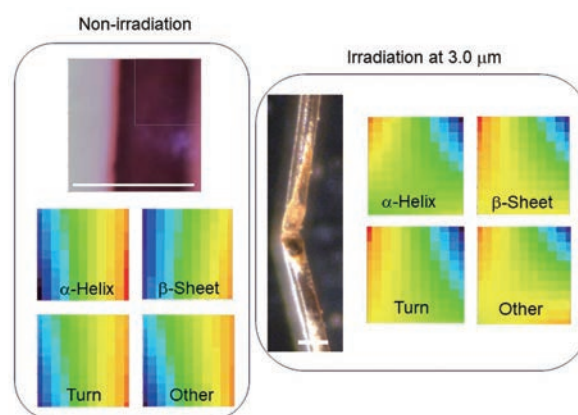 Non-irradiation
Irradiation at 3.0 μm
α-Helix
β-Sheet
Turn
Other
α-Helix
β-Sheet
Turn
Other